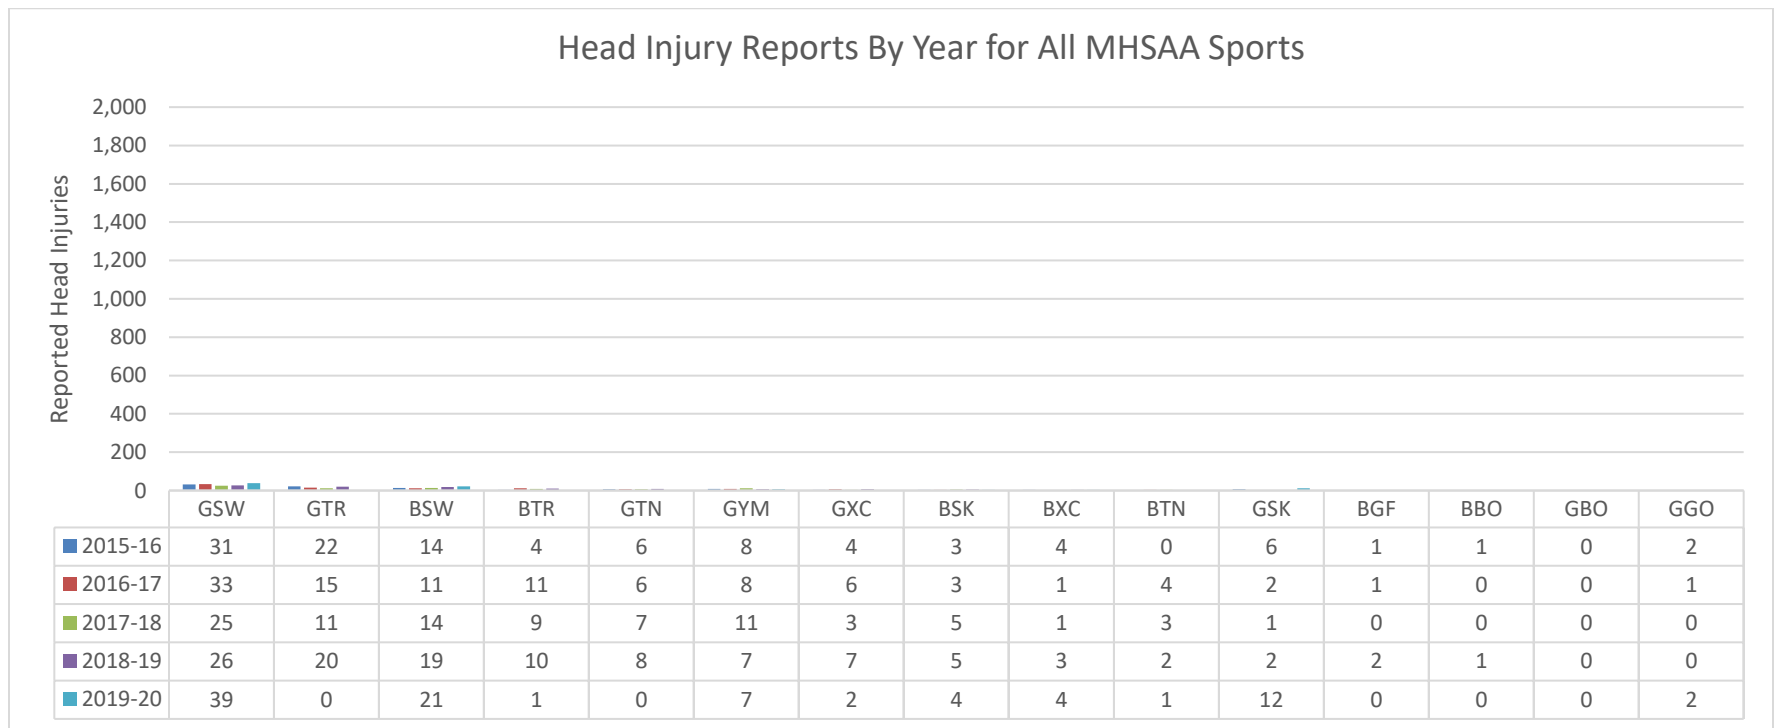 Head Injury Reports By Year for All MHSAA Sports
Reported Head Injuries
2,000
1,800
1,600
1,400
1,200
1,000
800
600
400
200
0
GSW GTR BSW BTR GTN GYM GXC BSK BXC BTN GSK BGF BBO GBO GGO
2015-16 31 22 14 4 6 8 4 3 4 0 6 1 1 0 2
2016-17 33 15 11 11 6 8 6 3 1 4 2 1 0 0 1
2017-18 25 11 14 9 7 11 3 5 1 3 1 0 0 0 0
2018-19 26 20 19 10 8 7 7 5 3 2 2 2 1 0 0
2019-20 39 0 21 1 0 7 2 4 4 1 12 0 0 0 2